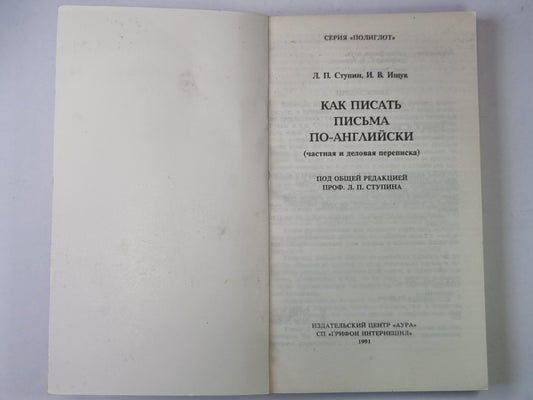 СЕРИЯ «ПОЛИГЛОТ»
Л. П. Ступин, И. В. Ищук
КАК ПИСАТЬ
ПИСЬМА
ПО-АНГЛИЙСКИ
(частная и деловая переписка)
ПОД ОБЩЕЙ РЕДАКЦИЕЙ
ПРОФ. Л. П. СТУПИНА
ИЗДАТЕЛЬСКИЙ ЦЕНТР «АУРА»
СП «ГРИФОН ИНТЕРНЕШНЛ»
1991